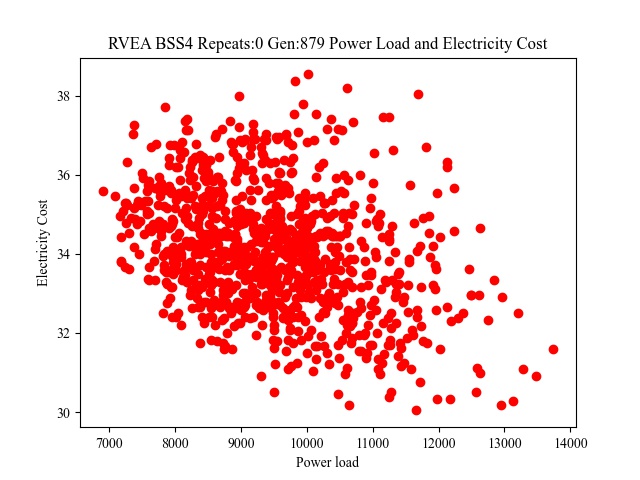 RVEA BSS4 Repeats:0 Gen:879 Power Load and Electricity Cost
Electricity Cost
38
36
34
32
30
7000 8000 9000 10000 11000 12000 13000 14000
Power load